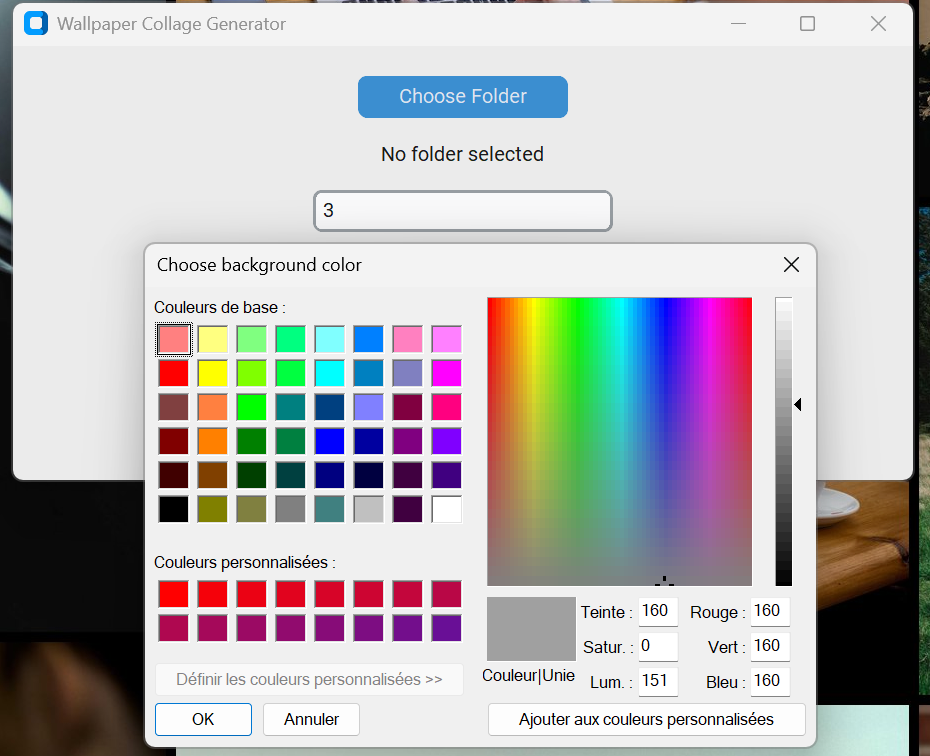 Wallpaper Collage Generator
Choose Folder
No folder selected
3
Choose background color
Couleurs de base :
Couleurs personnalisées :
Teinte : 160 Rouge : 160
Satur. : 0 Vert : 160
Couleur|Unie
Lum. : 151 Bleu : 160
Définir les couleurs personnalisées >>
OK Annuler Ajouter aux couleurs personnalisées